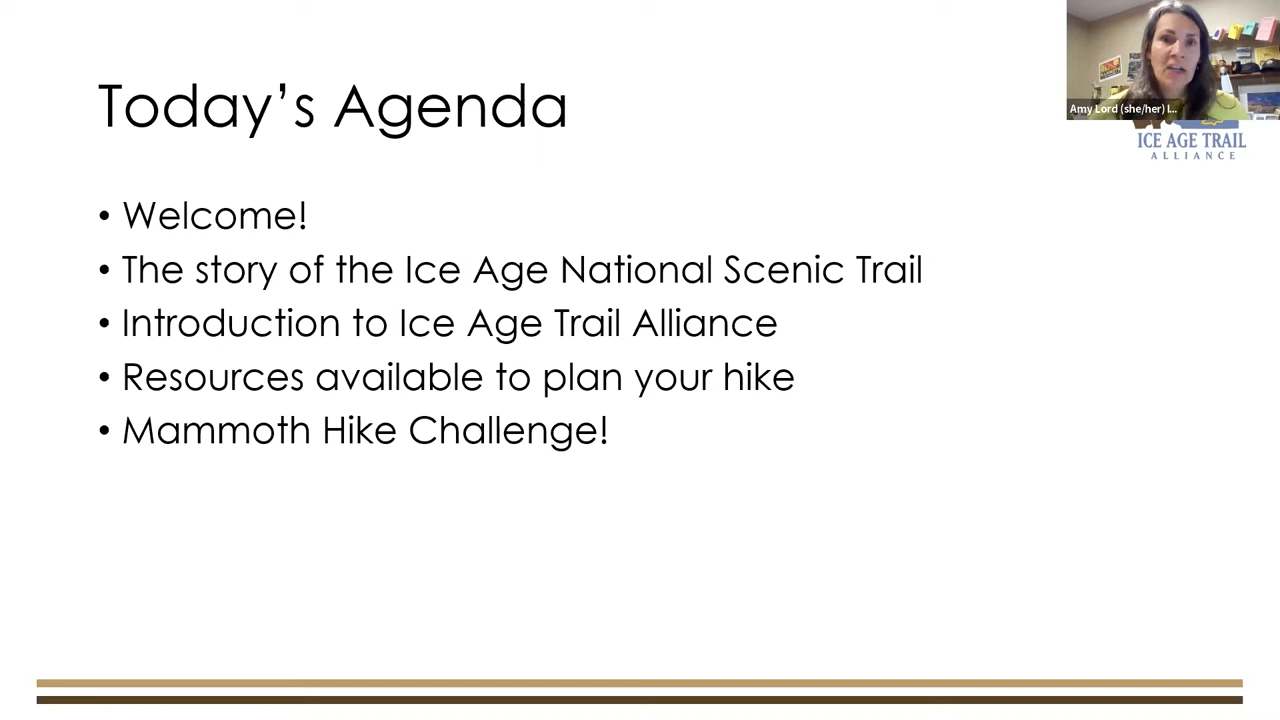 Today’s Agenda
Amy Lord (she/her) I...
ICE AGE TRAIL
ALLIANCE
• Welcome!
• The story of the Ice Age National Scenic Trail
• Introduction to Ice Age Trail Alliance
• Resources available to plan your hike
• Mammoth Hike Challenge!